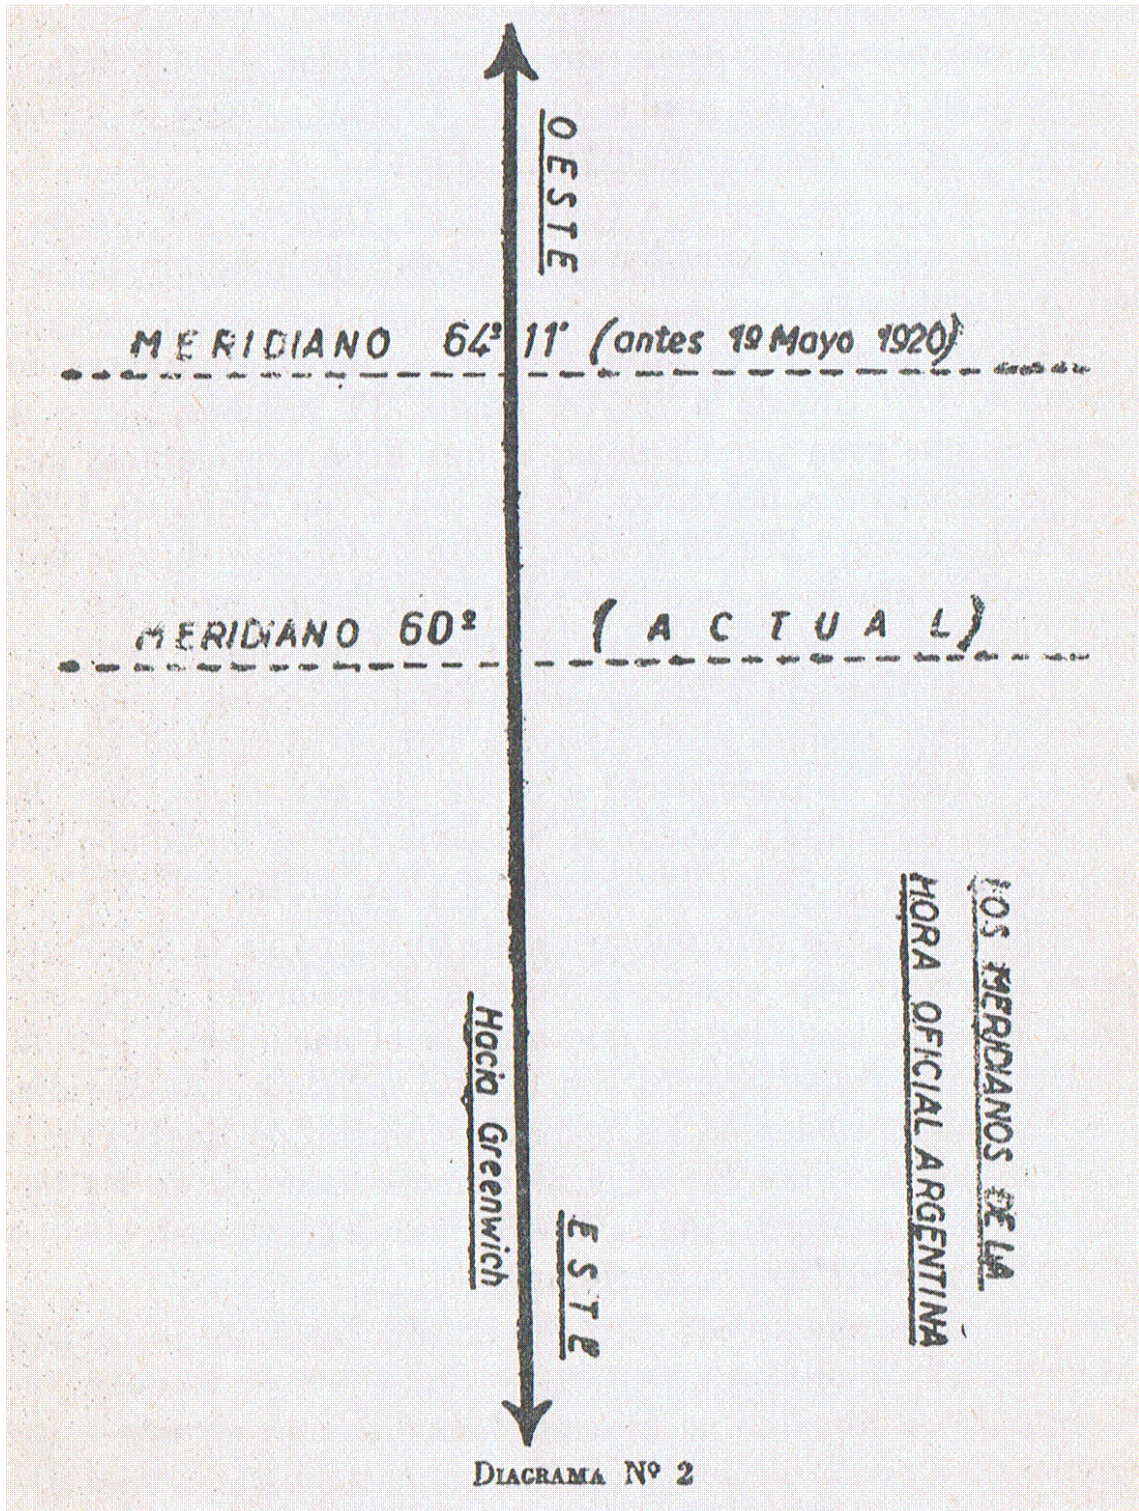 OESTE
MERIDIANO 64º 11' (antes 1º Mayo 1920)
MERIDIANO 60º (ACTUAL)
LOS MERIDIANOS DE LA
HORA OFICIAL ARGENTINA
Hacia Greenwich
ESTE
DIAGRAMA Nº 2